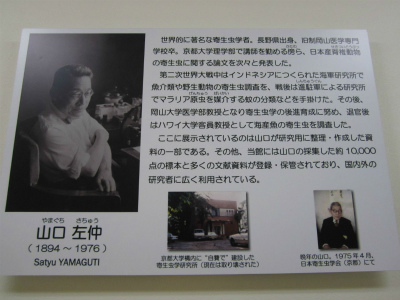 世界的に著名な寄生虫学者。長野県出身、旧制岡山医学専門
学校卒。京都大学理学部で講師を勤める傍ら、日本産脊椎動物
の寄生虫に関する論文を次々と発表した。
第二次世界大戦中はインドネシアにつくられた海軍研究所で
魚介類や野生動物の寄生虫を調査、戦後は進駐軍による研究所
でマラリア原虫を媒介する蚊の分類などを手掛けた。その後、
岡山大学医学部教授となり寄生虫学の後進育成に努め、退官後
はハワイ大学客員教授として海産魚の寄生虫を調査した。
ここに展示されているのは山口が研究用に整理・作成した資
料の一部である。その他、当館には山口の採集した約 10,000
点の標本と多くの文献資料が登録・保管されており、国内外の
研究者に広く利用されている。
やまぐち さちゅう
山口 左仲
(1894 ~ 1976)
Satyu YAMAGUTI
京都大学構内に“自費で”建設した
寄生虫学研究所(現在は取り壊された)
晩年の山口。1975 年 4 月、
日本寄生虫学会(京都)にて